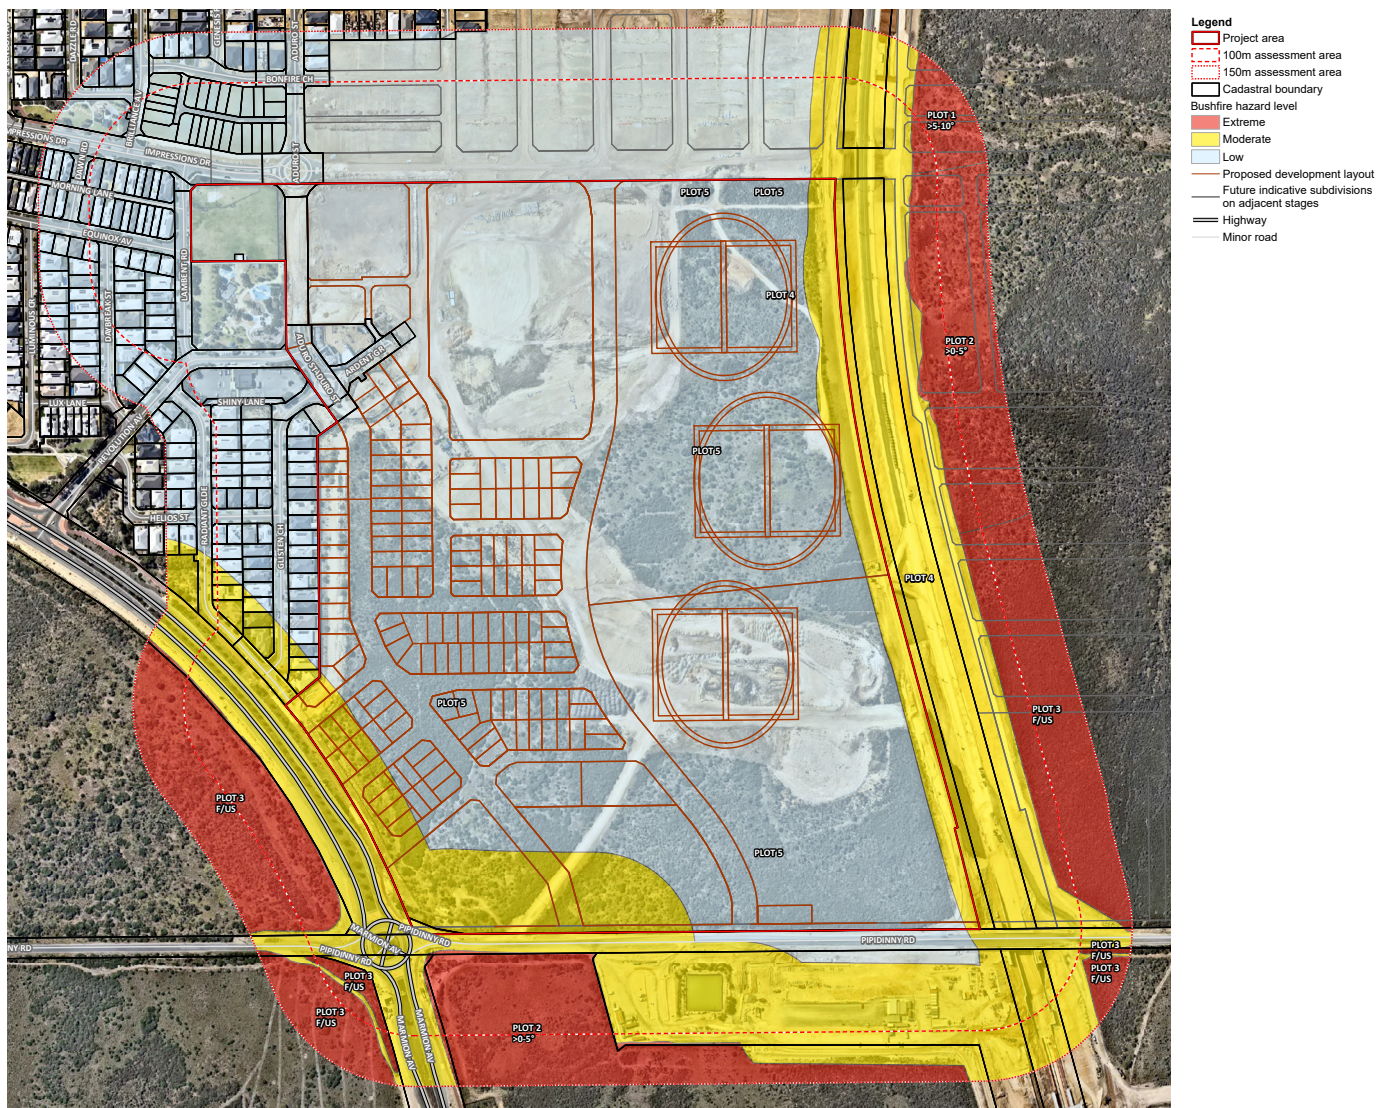 DAZZLE RD
GENESIS ST
ADURO ST
BONFIRE CH
BRILLIANCE AV
IMPRESSIONS DR
DAWN RD
IMPRESSIONS DR
ADURO ST
MORNING LANE
EQUINOX AV
LAMBENT RD
LUMINOUS CR
DAYBREAK ST
ADURO ST
ADURO ST
ARDENT GR
SHINY LANE
LUX LANE
REVOLUTION AV
RADIANT GLDE
HELIOS ST
GLISTEN CH
PLOT 1
>5-10°
PLOT 5
PLOT 5
PLOT 4
PLOT 2
>0-5°
PLOT 5
PLOT 4
PLOT 5
PLOT 3
F/US
PLOT 3
F/US
PLOT 5
MARMION AV
PIPIDINNY RD
PIPIDINNY RD
NY RD
PIPIDINNY RD
PLOT 3
F/US
PLOT 3
F/US
PLOT 3
F/US
PLOT 3
F/US
MARMION AV
MARMION AV
PLOT 2
>0-5°
Legend
Project area
100m assessment area
150m assessment area
Cadastral boundary
Bushfire hazard level
Extreme
Moderate
Low
Proposed development layout
Future indicative subdivisions
on adjacent stages
Highway
Minor road